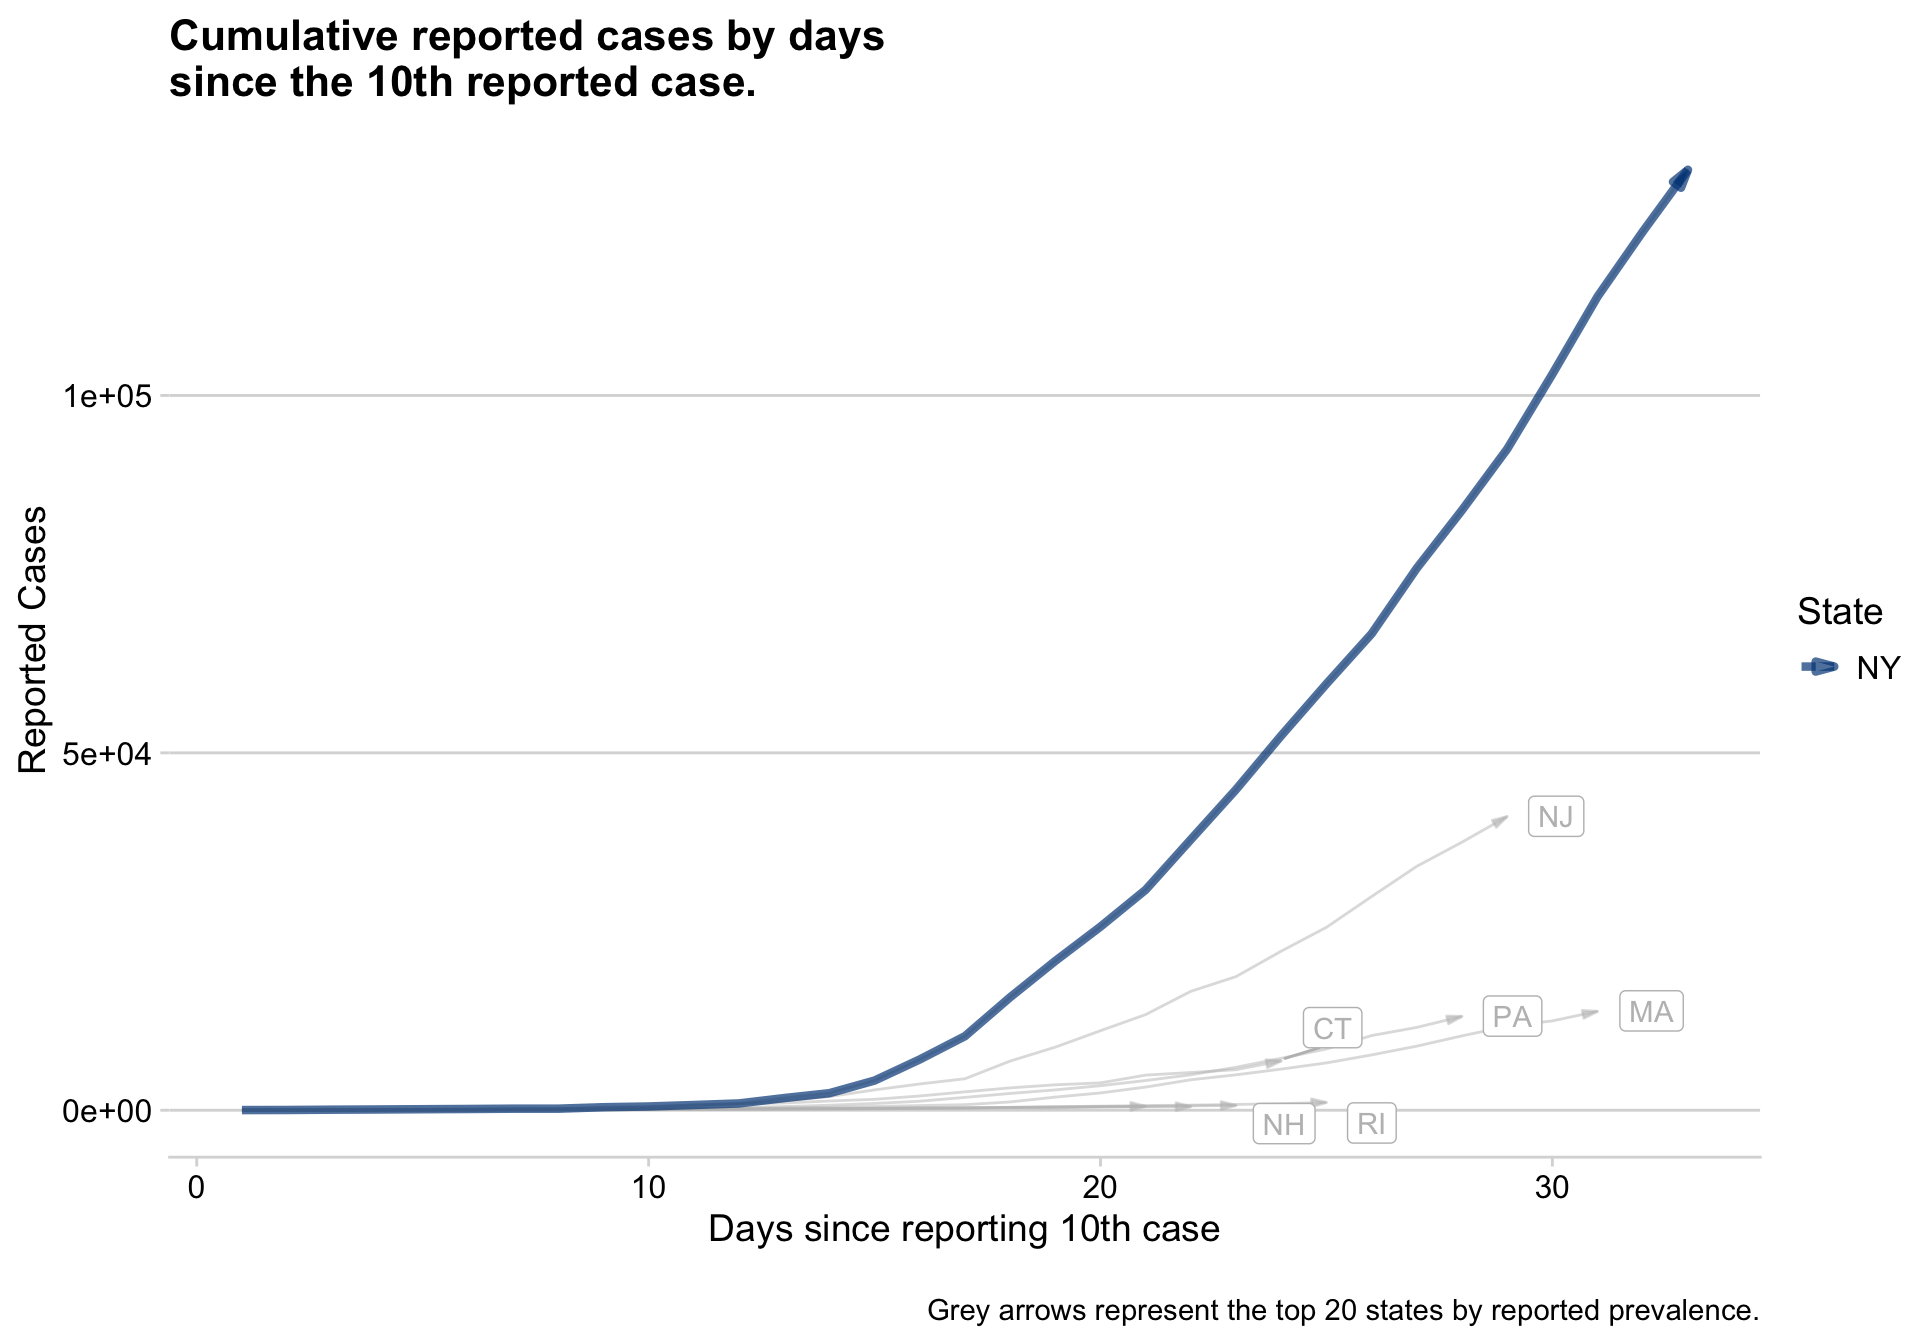 Cumulative reported cases by days
since the 10th reported case.
1e+05
5e+04
0e+00
Reported Cases
NJ
CT
PA
MA
NH
RI
State
NY
0
10
20
30
Days since reporting 10th case
Grey arrows represent the top 20 states by reported prevalence.